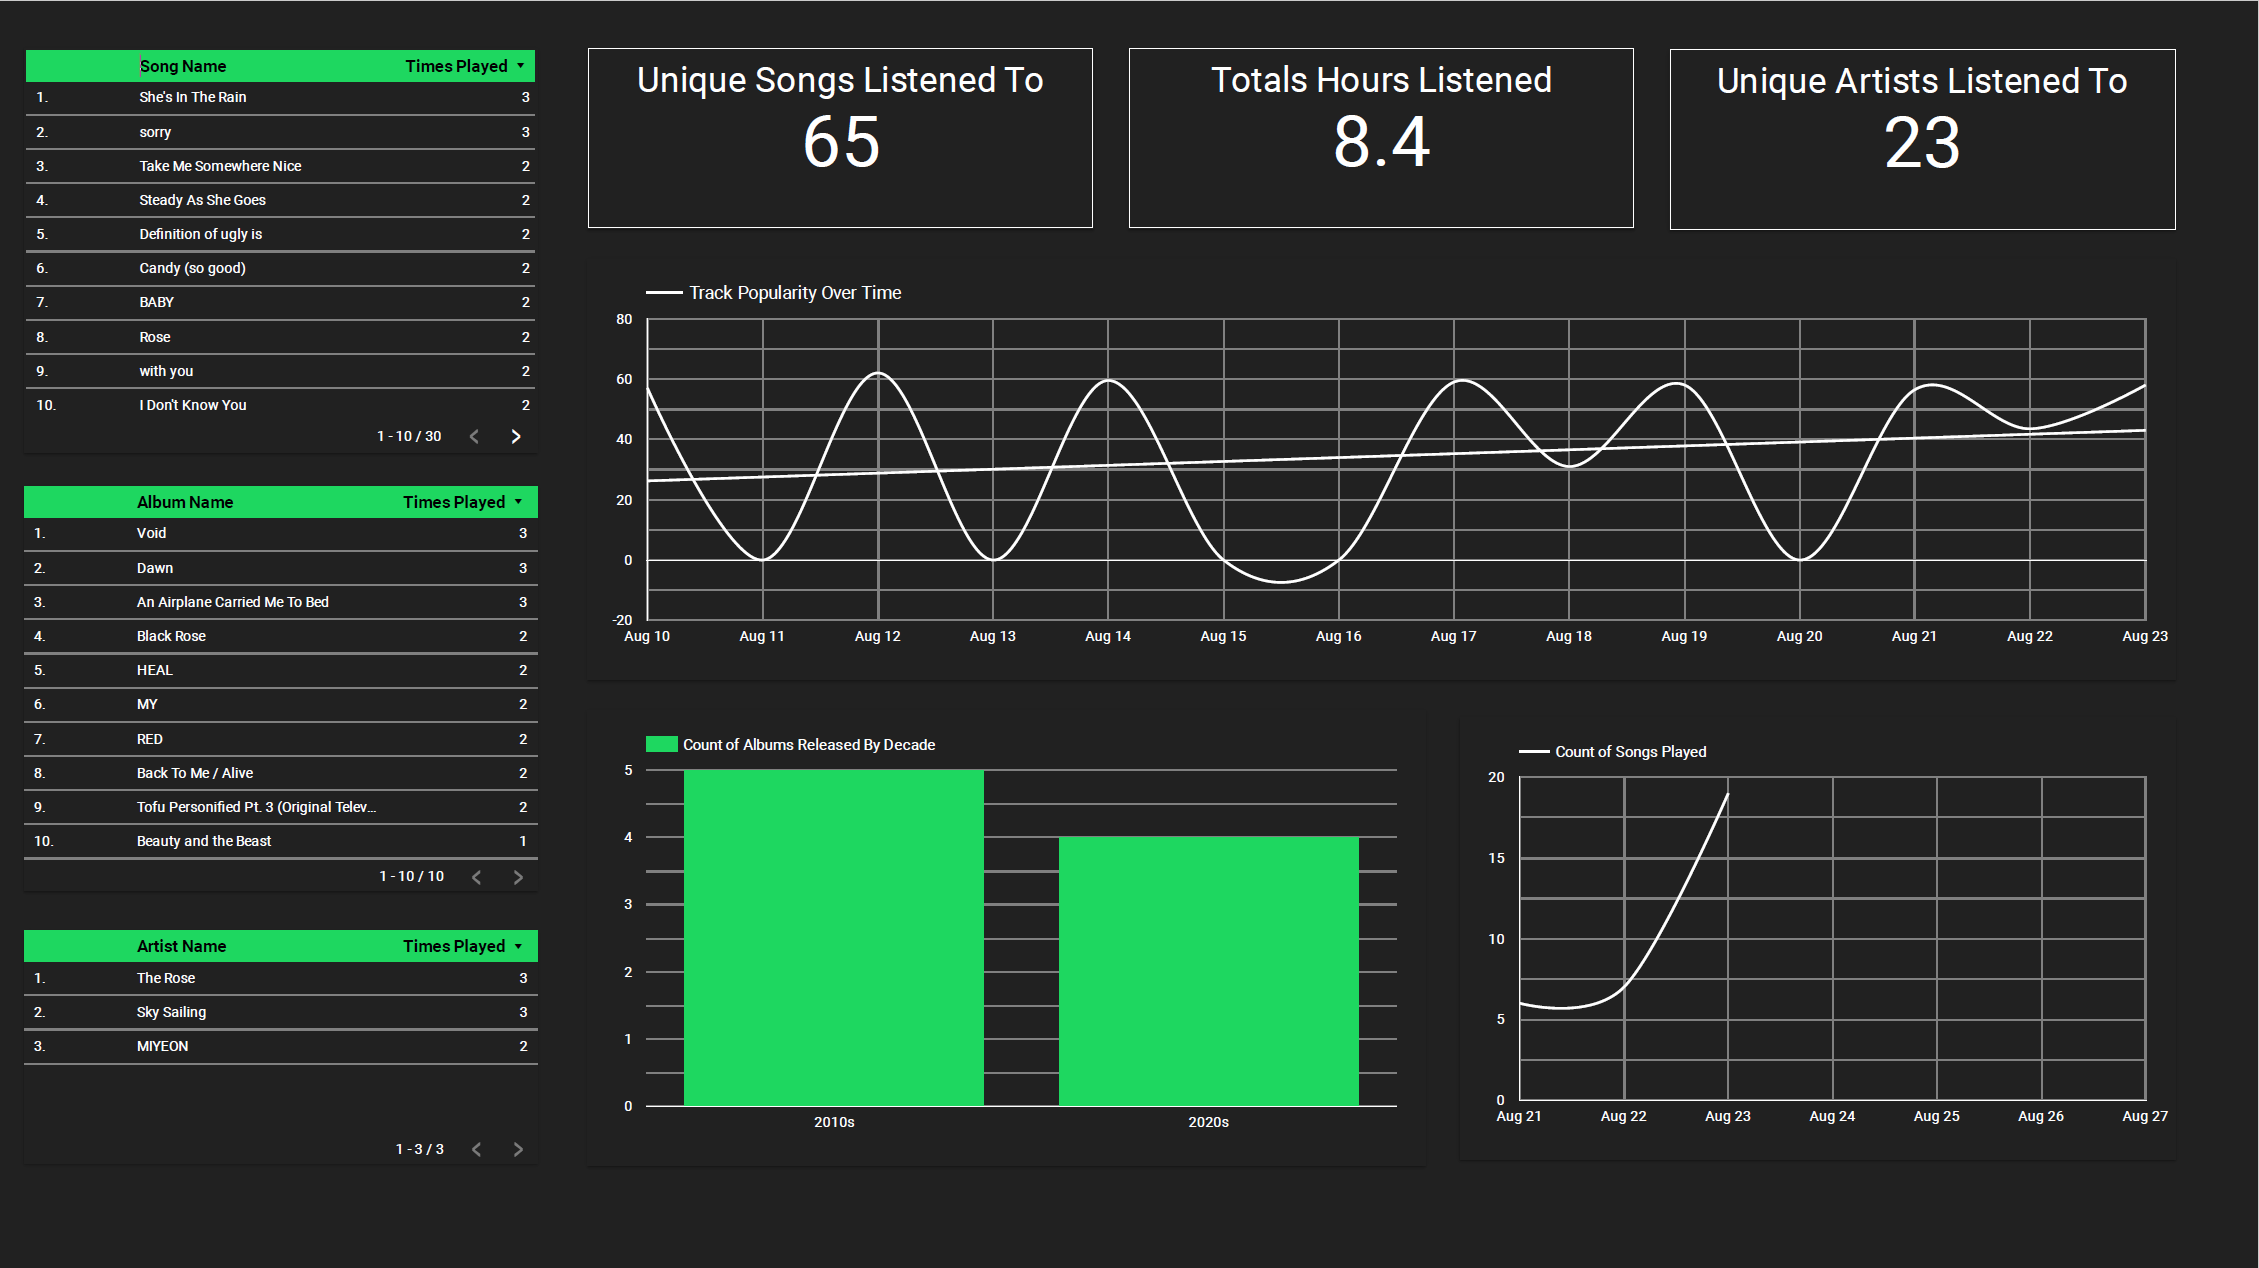 Song Name Times Played
1. She's In The Rain 3
2. sorry 3
3. Take Me Somewhere Nice 2
4. Steady As She Goes 2
5. Definition of ugly is 2
6. Candy (so good) 2
7. BABY 2
8. Rose 2
9. with you 2
10. I Don't Know You 2
1 - 10 / 30
Album Name Times Played
1. Void 3
2. Dawn 3
3. An Airplane Carried Me To Bed 3
4. Black Rose 2
5. HEAL 2
6. MY 2
7. RED 2
8. Back To Me / Alive 2
9. Tofu Personified Pt. 3 (Original Telev... 2
10. Beauty and the Beast 1
1 - 10 / 10
Artist Name Times Played
1. The Rose 3
2. Sky Sailing 3
3. MIYEON 2
1 - 3 / 3
Unique Songs Listened To
65
Totals Hours Listened
8.4
Unique Artists Listened To
23
Track Popularity Over Time
80
60
40
20
0
-20
Aug 10 Aug 11 Aug 12 Aug 13 Aug 14 Aug 15 Aug 16 Aug 17 Aug 18 Aug 19 Aug 20 Aug 21 Aug 22 Aug 23
Count of Albums Released By Decade
5
4
3
2
1
0
2010s 2020s
Count of Songs Played
20
15
10
5
0
Aug 21 Aug 22 Aug 23 Aug 24 Aug 25 Aug 26 Aug 27